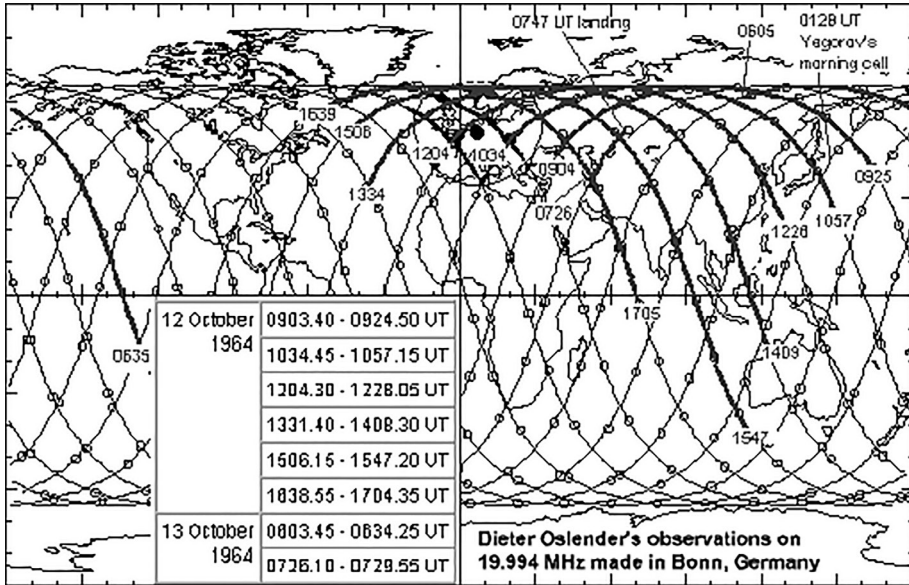 0747 UT landing
0605
0128 UT
Yegorov's
morning call
1639
1506
1204
1034
1334
0904
0925
0726
1057
1228
1705
1409
0635
1547
12 October
1964
0903.40 - 0924.50 UT
1034.45 - 1057.15 UT
1204.30 - 1228.05 UT
1331.40 - 1408.30 UT
1506.15 - 1547.20 UT
1638.55 - 1704.35 UT
13 October
1964
0603.45 - 0634.25 UT
0726.10 - 0729.55 UT
Dieter Oslender's observations on
19.994 MHz made in Bonn, Germany